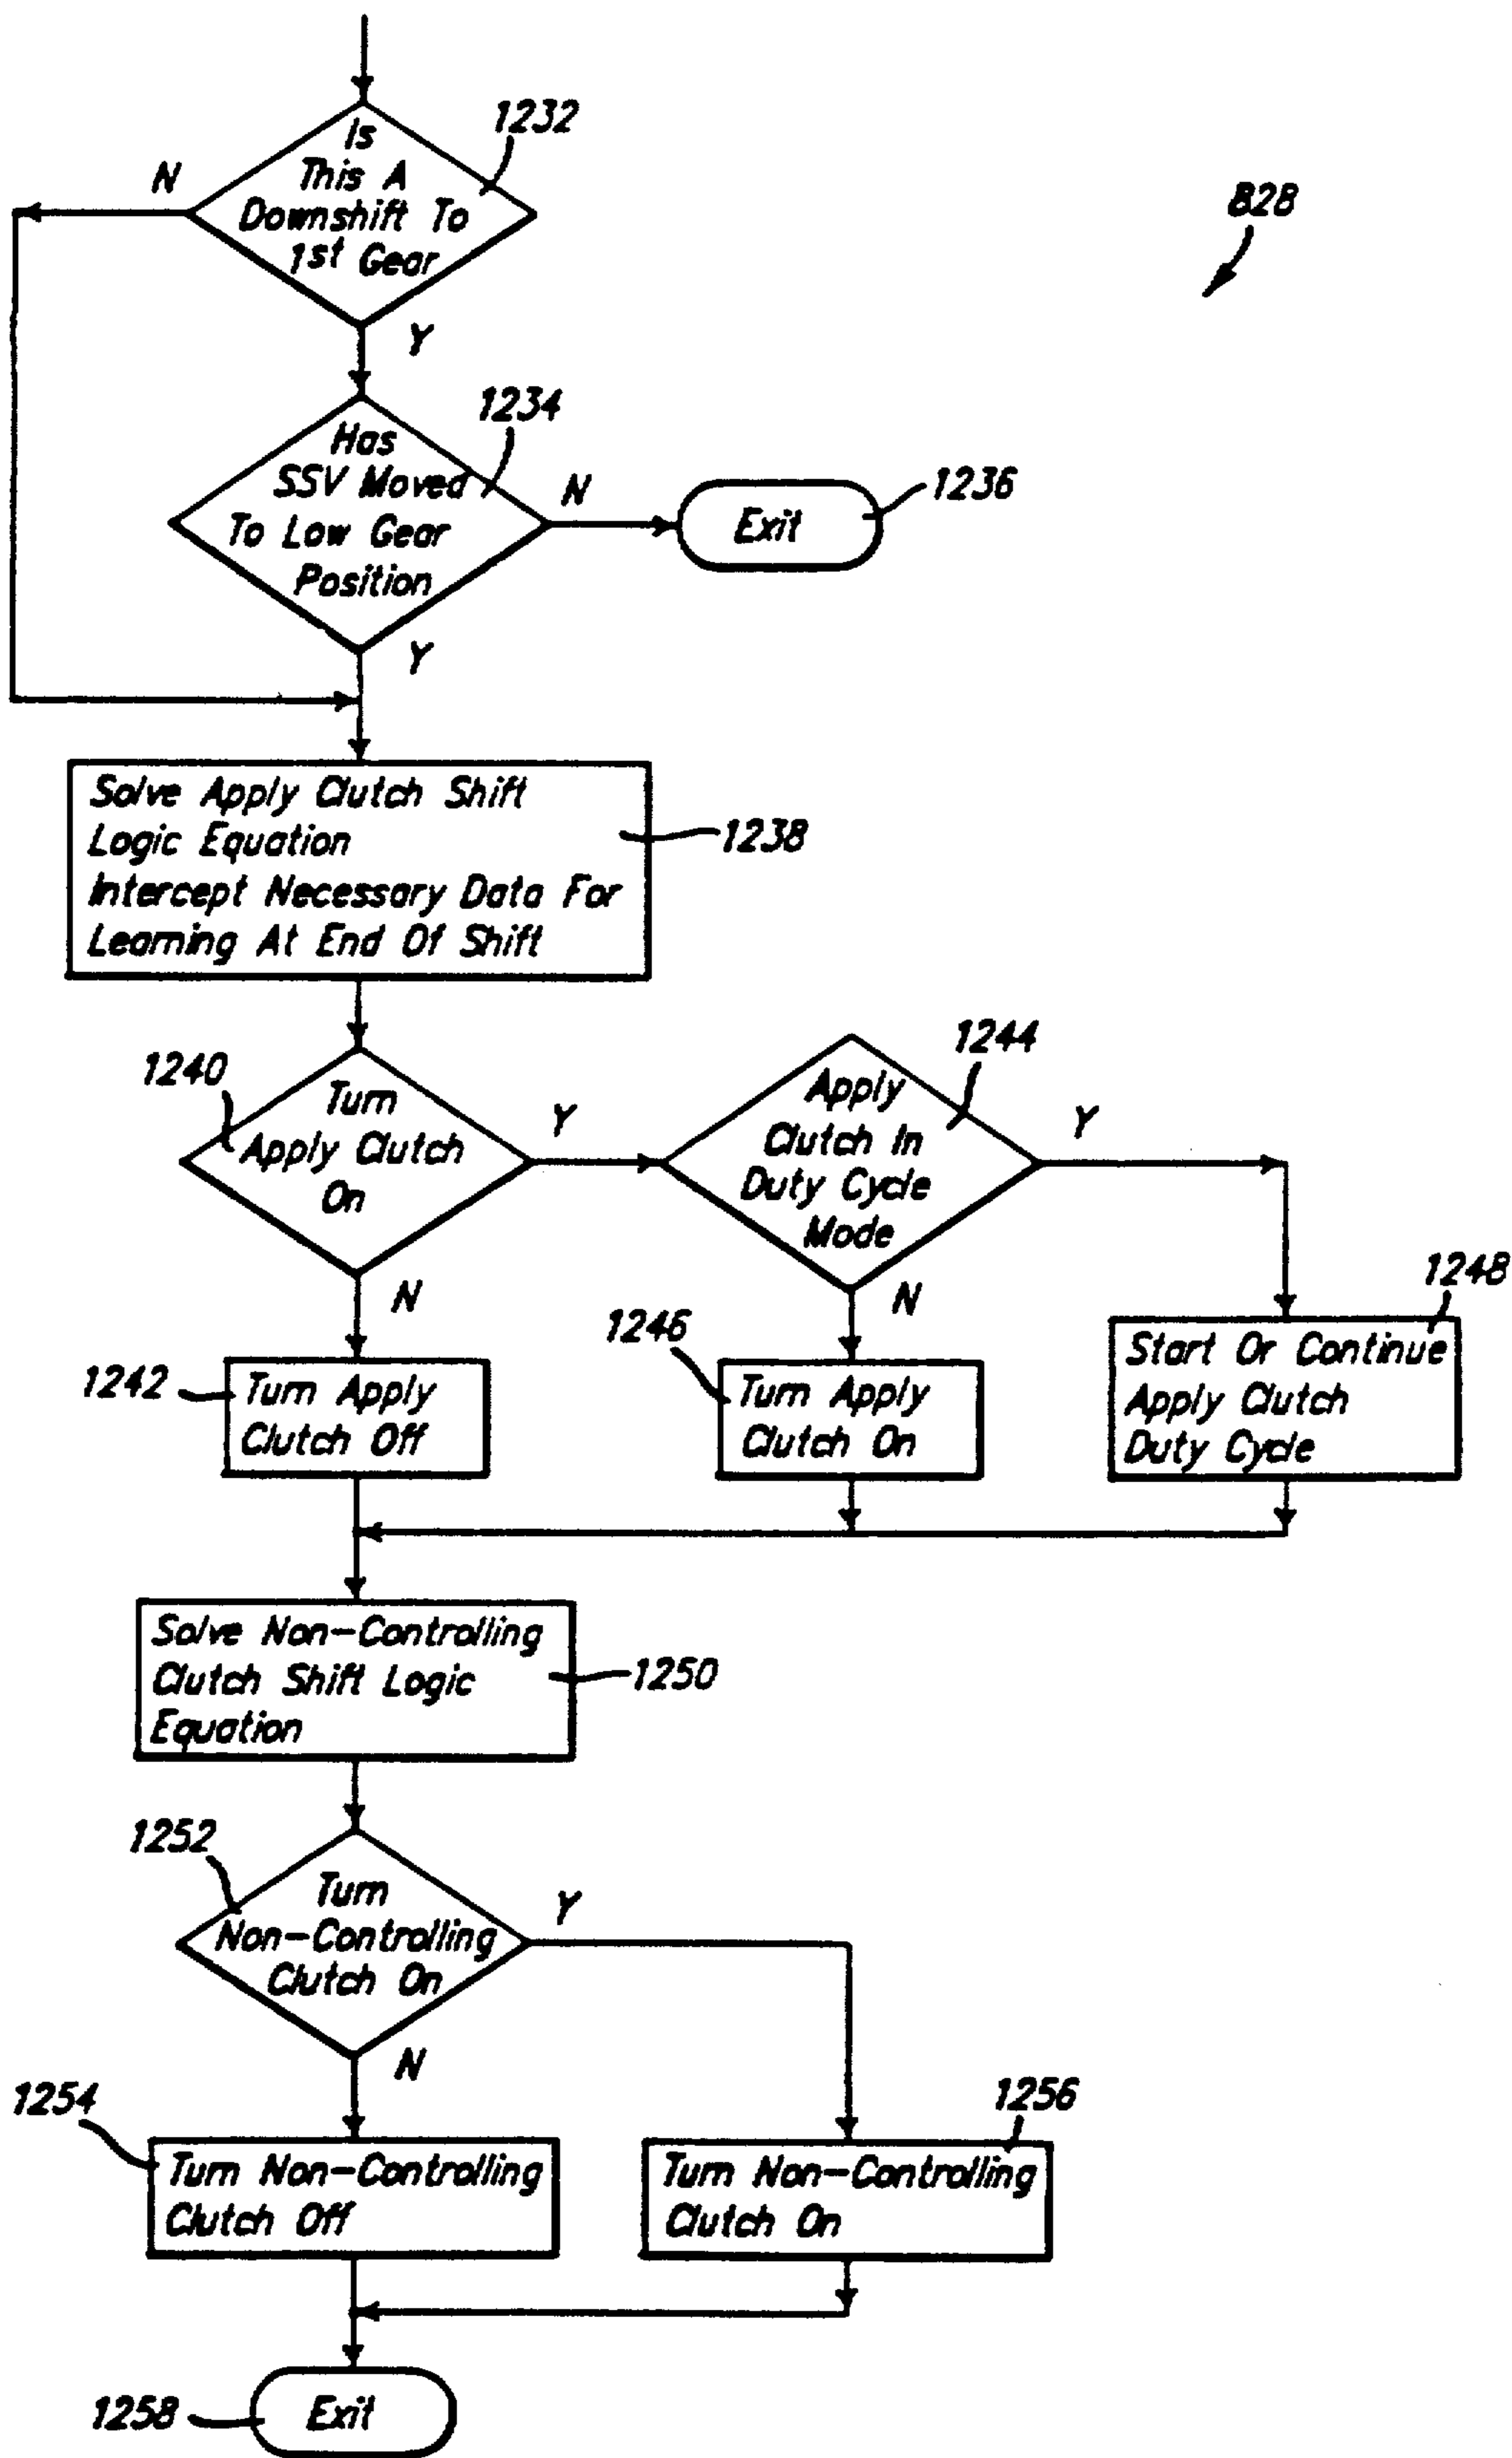 Is
This A
Downshift To
1st Gear
1232
N
Y
828
Has
SSV Moved
To Low Gear
Position
1234
N
Y
Exit
1236
Solve Apply Clutch Shift
Logic Equation
Intercept Necessary Data For
Learning At End Of Shift
1238
1240
Turn
Apply Clutch
On
Y
N
1244
Apply
Clutch In
Duty Cycle
Mode
Y
N
1242
Turn Apply
Clutch Off
1246
Turn Apply
Clutch On
1248
Start Or Continue
Apply Clutch
Duty Cycle
Solve Non-Controlling
Clutch Shift Logic
Equation
1250
1252
Turn
Non-Controlling
Clutch On
Y
N
1254
Turn Non-Controlling
Clutch Off
1256
Turn Non-Controlling
Clutch On
1258
Exit